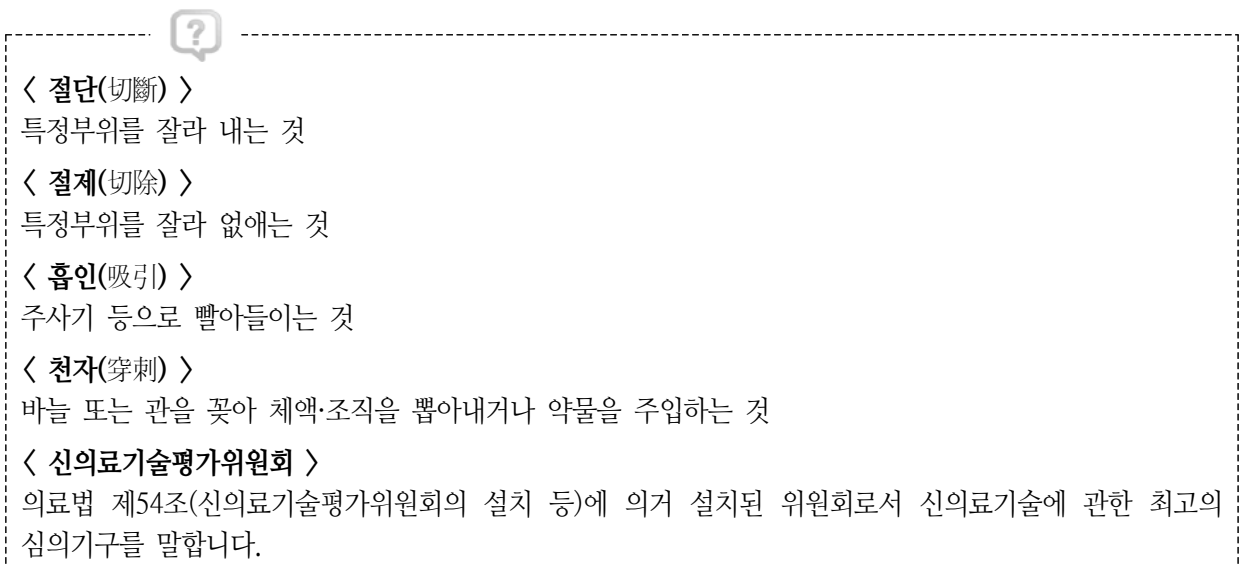 ?
〈 절단(切斷) 〉
특정부위를 잘라 내는 것
〈 절제(切除) 〉
특정부위를 잘라 없애는 것
〈 흡인(吸引) 〉
주사기 등으로 빨아들이는 것
〈 천자(穿刺) 〉
바늘 또는 관을 꽂아 체액·조직을 뽑아내거나 약물을 주입하는 것
〈 신의료기술평가위원회 〉
의료법 제54조(신의료기술평가위원회의 설치 등)에 의거 설치된 위원회로서 신의료기술에 관한 최고의
심의기구를 말합니다.